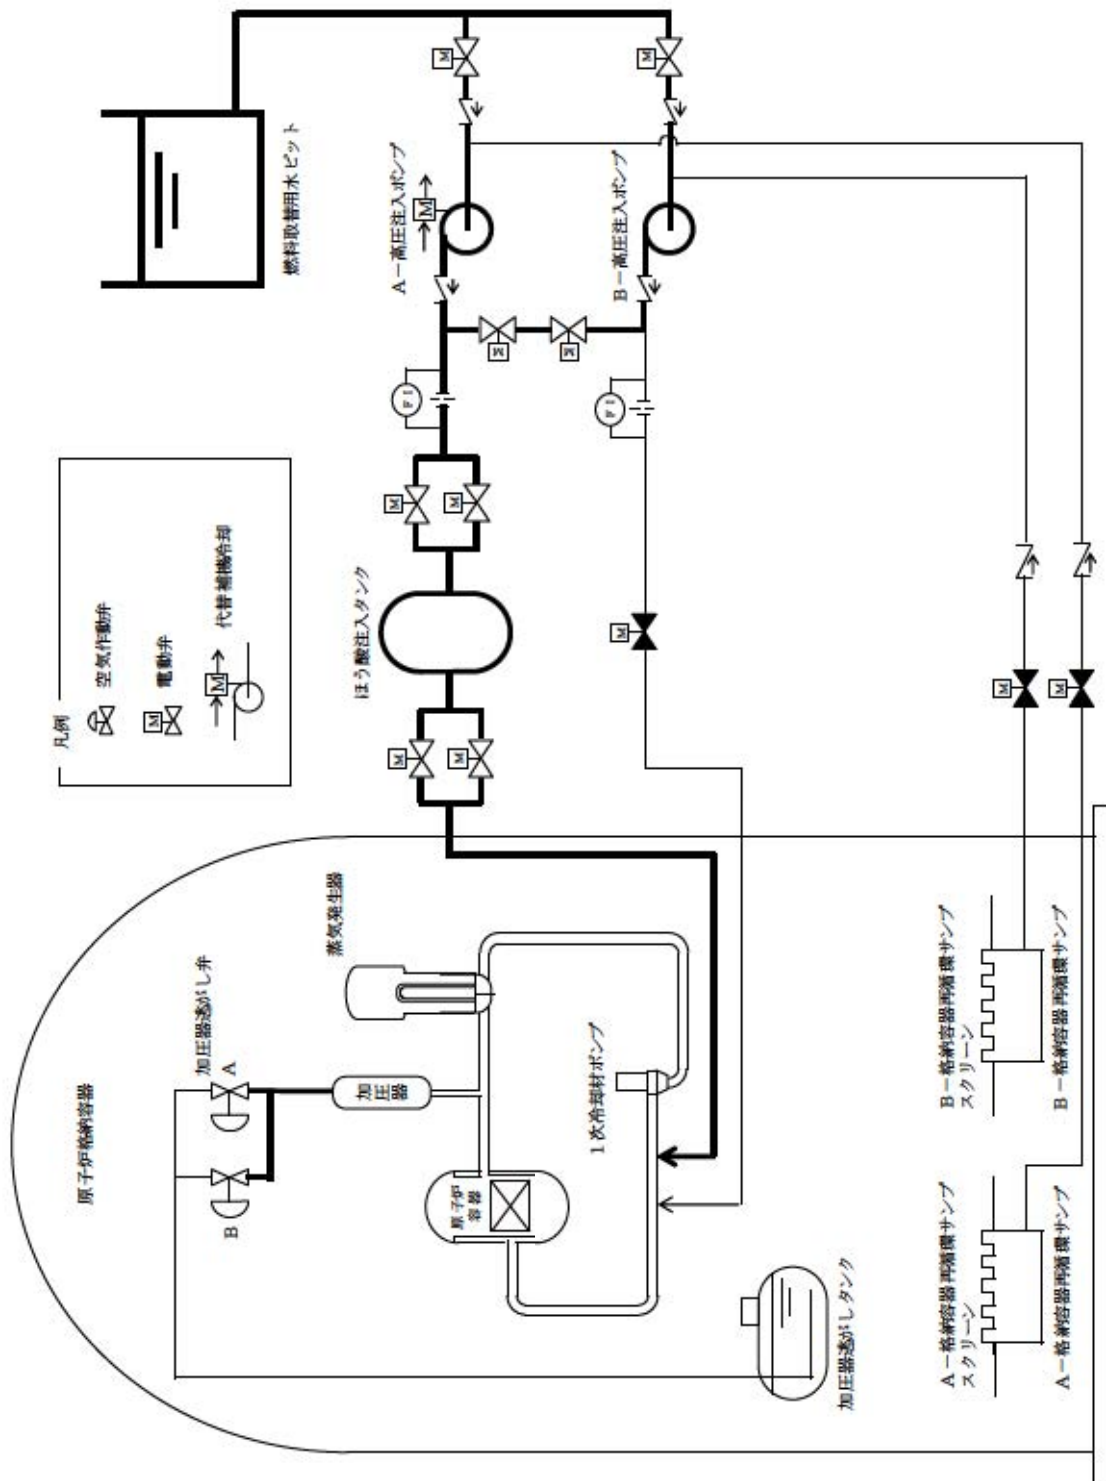 原子炉格納容器
加圧器逃がし弁
A
B
加圧器
蒸気発生器
原子炉
容器
1次冷却材ポンプ
加圧器逃がしタンク
A－格納容器再循環サンプ
スクリーン
A－格納容器再循環サンプ
B－格納容器再循環サンプ
スクリーン
B－格納容器再循環サンプ
凡例
空気作動弁
M
電動弁
M
代替補機冷却
M
M
ほう酸注入タンク
M
M
M
FI
FI
M
M
A－高圧注入ポンプ
M
B－高圧注入ポンプ
M
M
燃料取替用水ピット
M
M